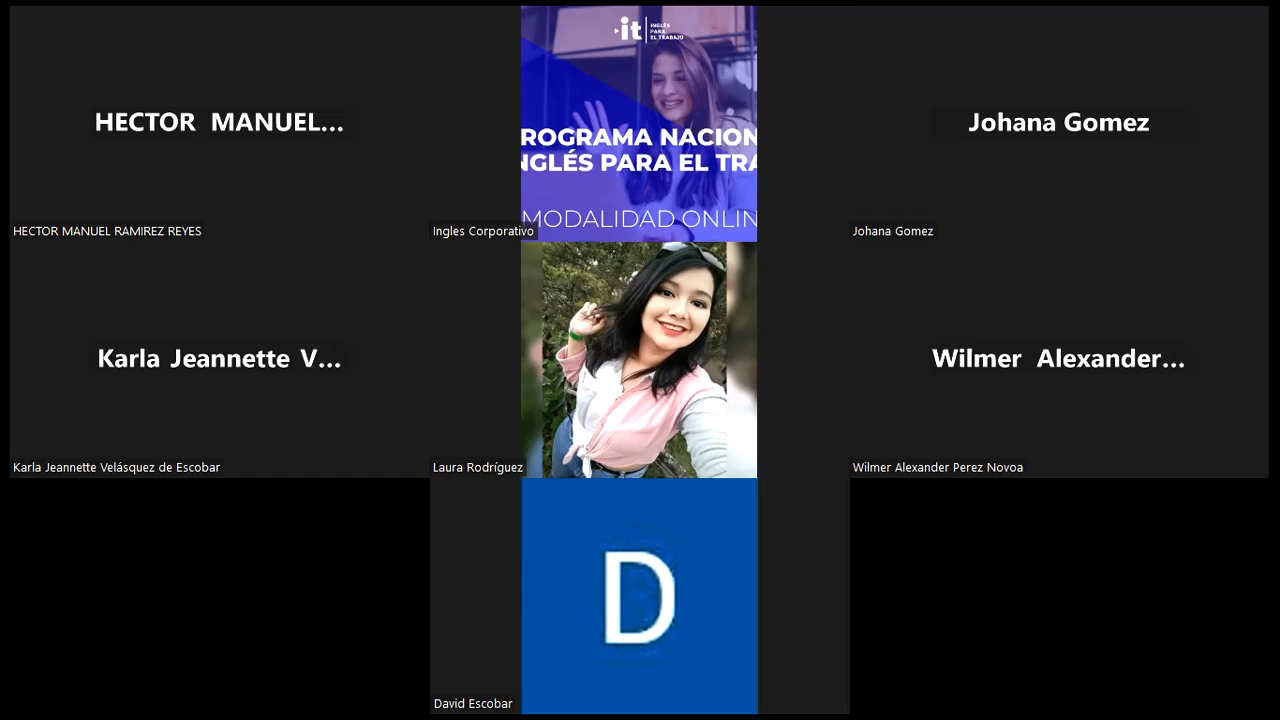 HECTOR MANUEL...
HECTOR MANUEL RAMIREZ REYES
it
INGLÉS
PARA
EL TRABAJO
ROGRAMA NACION
NGLÉS PARA EL TRA
MODALIDAD ONLIN
Ingles Corporativo
Johana Gomez
Johana Gomez
Karla Jeannette V...
Karla Jeannette Velásquez de Escobar
Laura Rodríguez
Wilmer Alexander...
Wilmer Alexander Perez Novoa
D
David Escobar